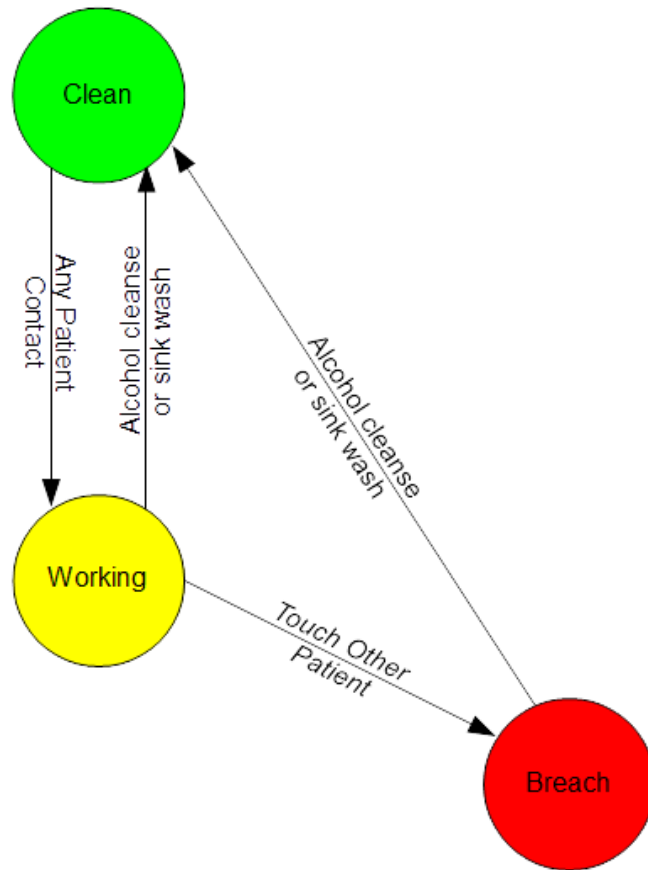 Clean
Any Patient
Contact
Alcohol cleanse
or sink wash
Alcohol cleanse
or sink wash
Working
Touch Other
Patient
Breach